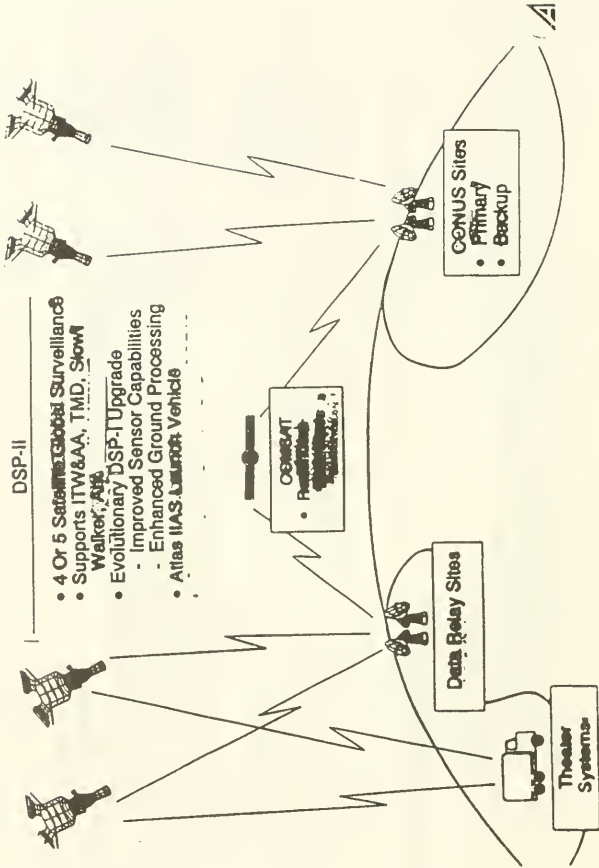 DSP-II
• 4 Or 5 Satellite Global Surveillance
• Supports ITW&AA, TMD, Slow
Walker,
• Evolutionary DSP-I Upgrade
- Improved Sensor Capabilities
- Enhanced Ground Processing
• Atlas IIAS Launch Vehicle
COMSAT
•
CONUS Sites
• Primary
• Backup
Data Relay Sites
Theater
Systems